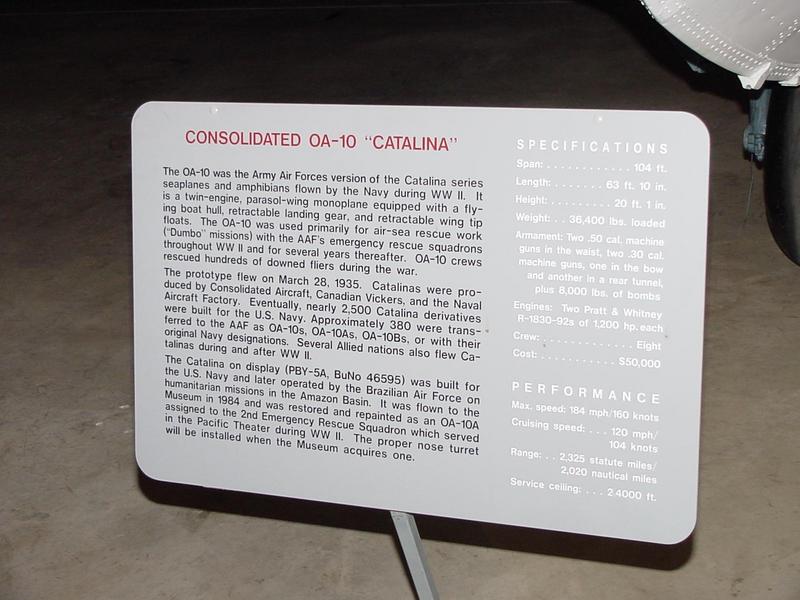 CONSOLIDATED OA-10 "CATALINA"
The OA-10 was the Army Air Forces version of the Catalina series
seaplanes and amphibians flown by the Navy during WW II. It
is a twin-engine, parasol-wing monoplane equipped with a fly-
ing boat hull, retractable landing gear, and retractable wing tip
floats. The OA-10 was used primarily for air-sea rescue work
("Dumbo" missions) with the AAF's emergency rescue squadrons
throughout WW II and for several years thereafter. OA-10 crews
rescued hundreds of downed fliers during the war.
The prototype flew on March 28, 1935. Catalinas were pro-
duced by Consolidated Aircraft, Canadian Vickers, and the Naval
Aircraft Factory. Eventually, nearly 2,500 Catalina derivatives
were built for the U.S. Navy. Approximately 380 were trans-
ferred to the AAF as OA-10s, OA-10As, OA-10Bs, or with their
original Navy designations. Several Allied nations also flew Ca-
talinas during and after WW II.
The Catalina on display (PBY-5A, BuNo 46595) was built for
the U.S. Navy and later operated by the Brazilian Air Force on
humanitarian missions in the Amazon Basin. It was flown to the
Museum in 1984 and was restored and repainted as an OA-10A
assigned to the 2nd Emergency Rescue Squadron which served
in the Pacific Theater during WW II. The proper nose turret
will be installed when the Museum acquires one.
SPECIFICATIONS
Span: . . . . . . . . . . . 104 ft.
Length: . . . . . . . 63 ft. 10 in.
Height: . . . . . . . . . 20 ft. 1 in.
Weight: . . 36,400 lbs. loaded
Armament: Two .50 cal. machine
guns in the waist, two .30 cal.
machine guns, one in the bow
and another in a rear tunnel,
plus 8,000 lbs. of bombs
Engines: Two Pratt & Whitney
R-1830-92s of 1,200 hp. each
Crew: . . . . . . . . . . . . Eight
Cost: . . . . . . . . . . $50,000
PERFORMANCE
Max. speed: 184 mph/160 knots
Cruising speed: . . . 120 mph/
104 knots
Range: . . 2,325 statute miles/
2,020 nautical miles
Service ceiling: . . . 24000 ft.